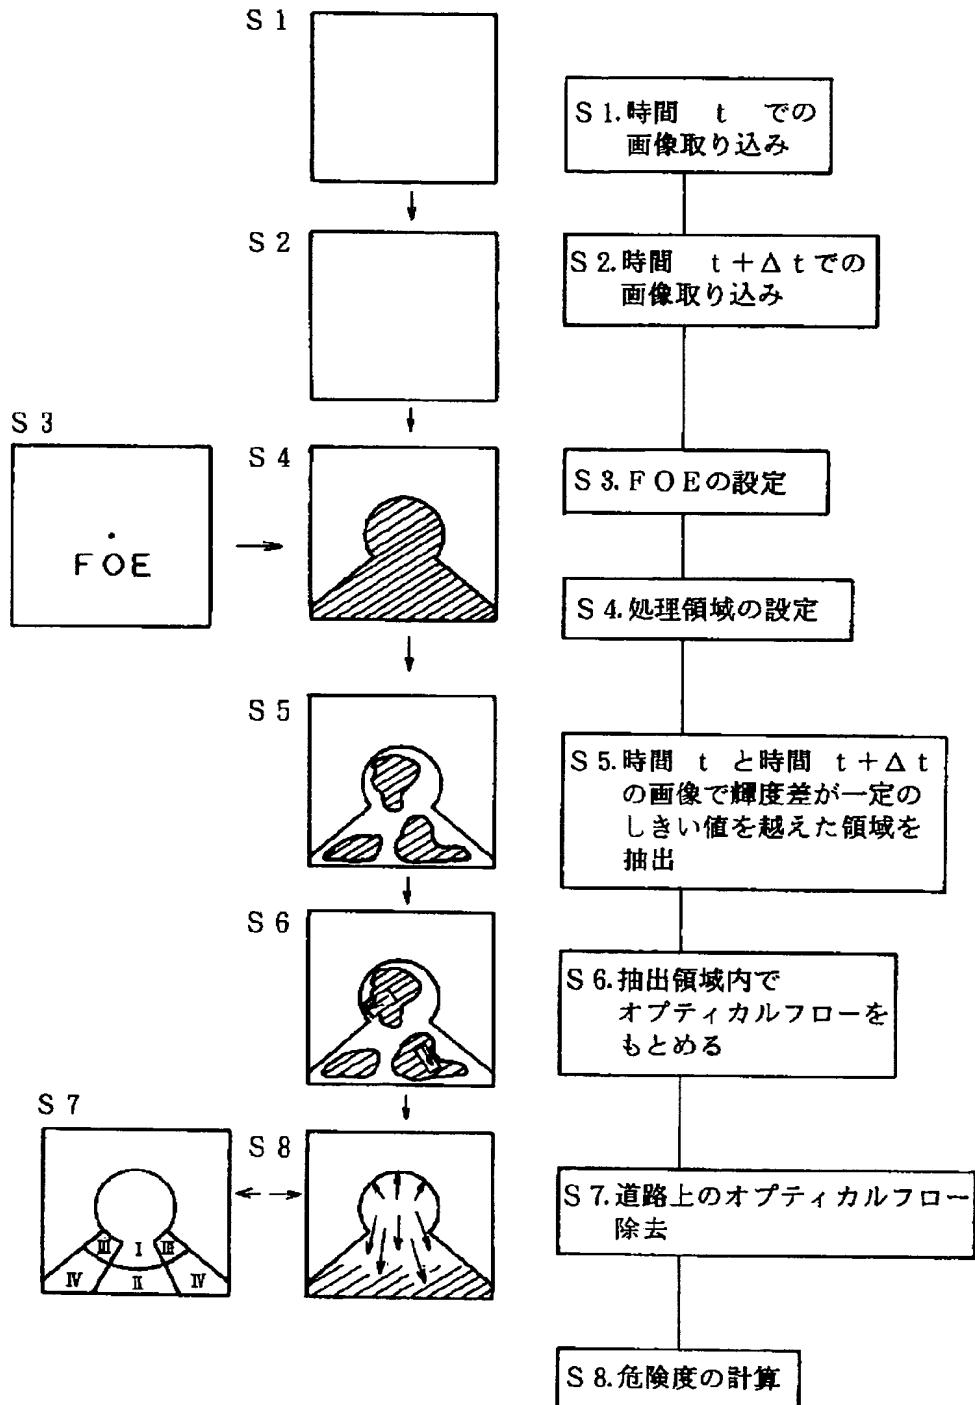 S 1
S 1.時間 t での
画像取り込み
S 2
S 2.時間 t+Δtでの
画像取り込み
S 3
FOE
S 4
S 3.FOEの設定
S 4.処理領域の設定
S 5
S 5.時間 t と時間 t+Δt
の画像で輝度差が一定の
しきい値を越えた領域を
抽出
S 6
S 6.抽出領域内で
オプティカルフローを
もとめる
S 7
III
I
III
IV
II
IV
S 8
S 7.道路上のオプティカルフロー
除去
S 8.危険度の計算